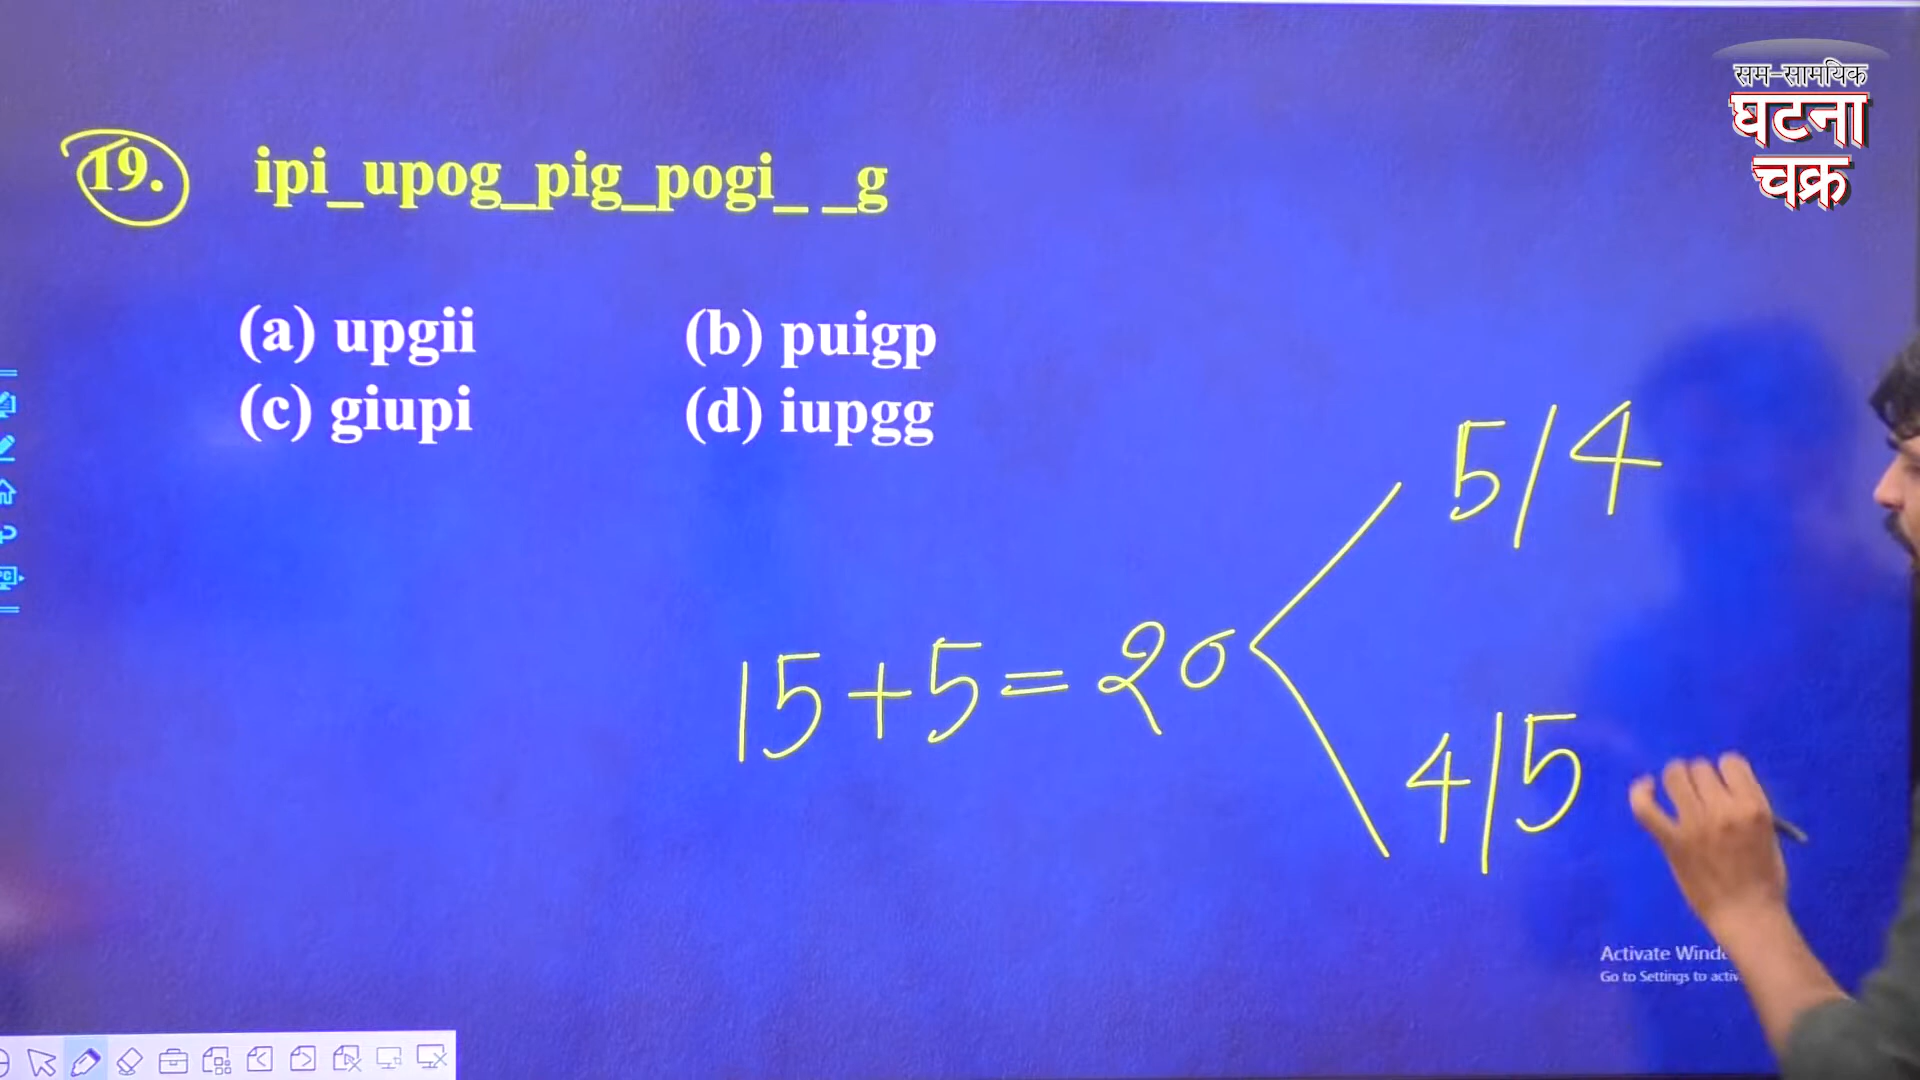 सम-सामयिक
घटना
चक्र
19. ipi_upog_pig_pogi_ _g
(a) upgii (b) puigp
(c) giupi (d) iupgg
5/4
15+5=20
4/5
Activate Wind
Go to Settings to activ